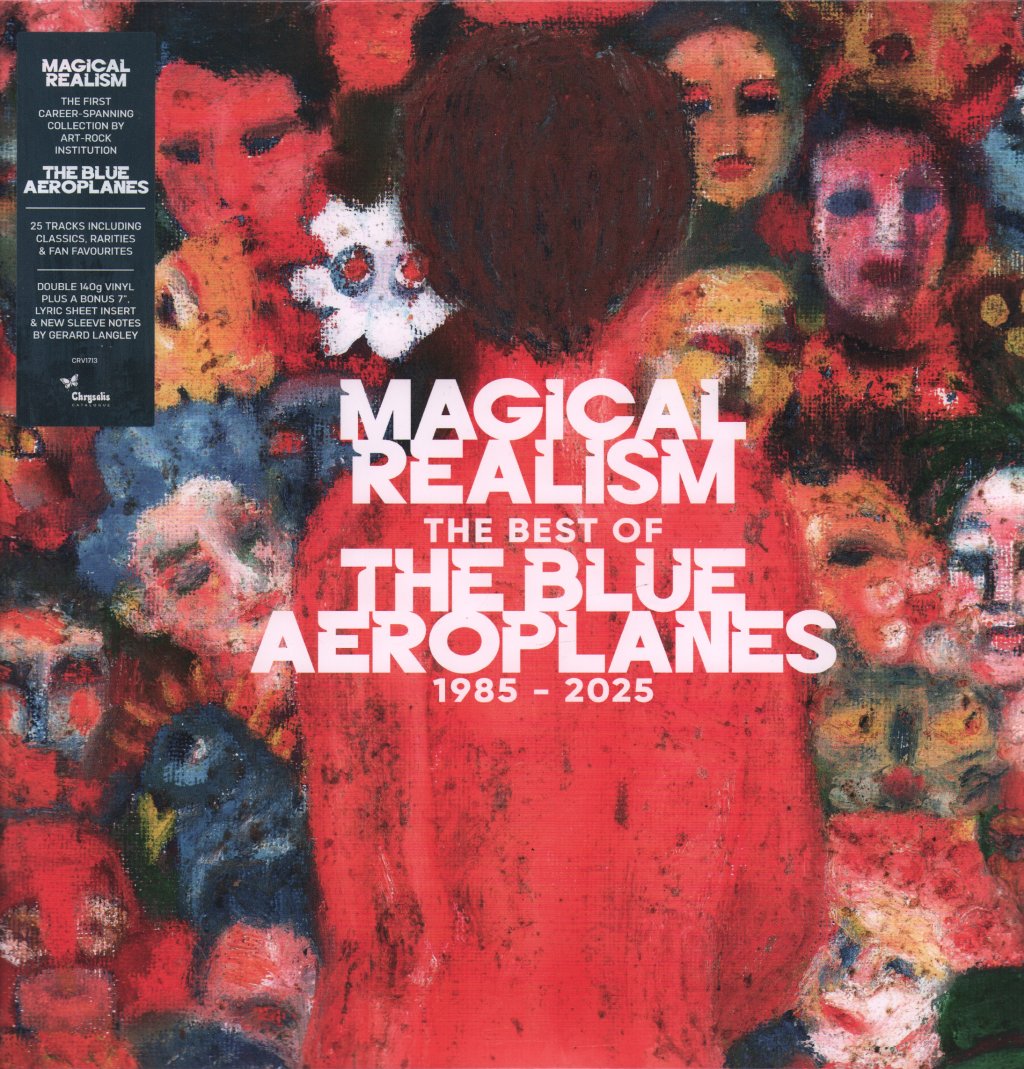 MAGICAL
REALISM
THE FIRST
CAREER-SPANNING
COLLECTION BY
ART-ROCK
INSTITUTION
THE BLUE
AEROPLANES
25 TRACKS INCLUDING
CLASSICS, RARITIES
& FAN FAVOURITES
DOUBLE 140g VINYL
PLUS A BONUS 7",
LYRIC SHEET INSERT
& NEW SLEEVE NOTES
BY GERARD LANGLEY
CRV1713
Chrysalis
CATALOGUE
MAGICAL
REALISM
THE BEST OF
THE BLUE
AEROPLANES
1985 - 2025